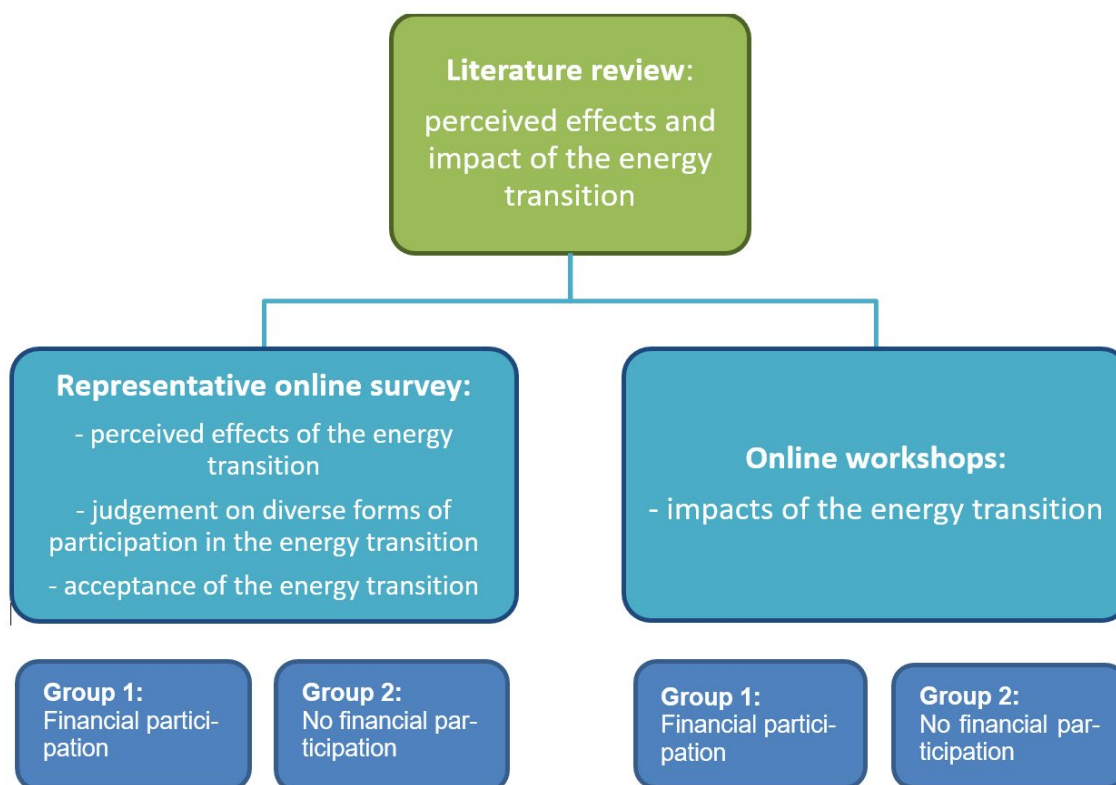 Literature review:
perceived effects and
impact of the energy
transition
Representative online survey:
- perceived effects of the energy
transition
- judgement on diverse forms of
participation in the energy transition
- acceptance of the energy transition
Online workshops:
- impacts of the energy transition
Group 1:
Financial partici-
pation
Group 2:
No financial par-
ticipation
Group 1:
Financial partici-
pation
Group 2:
No financial par-
ticipation